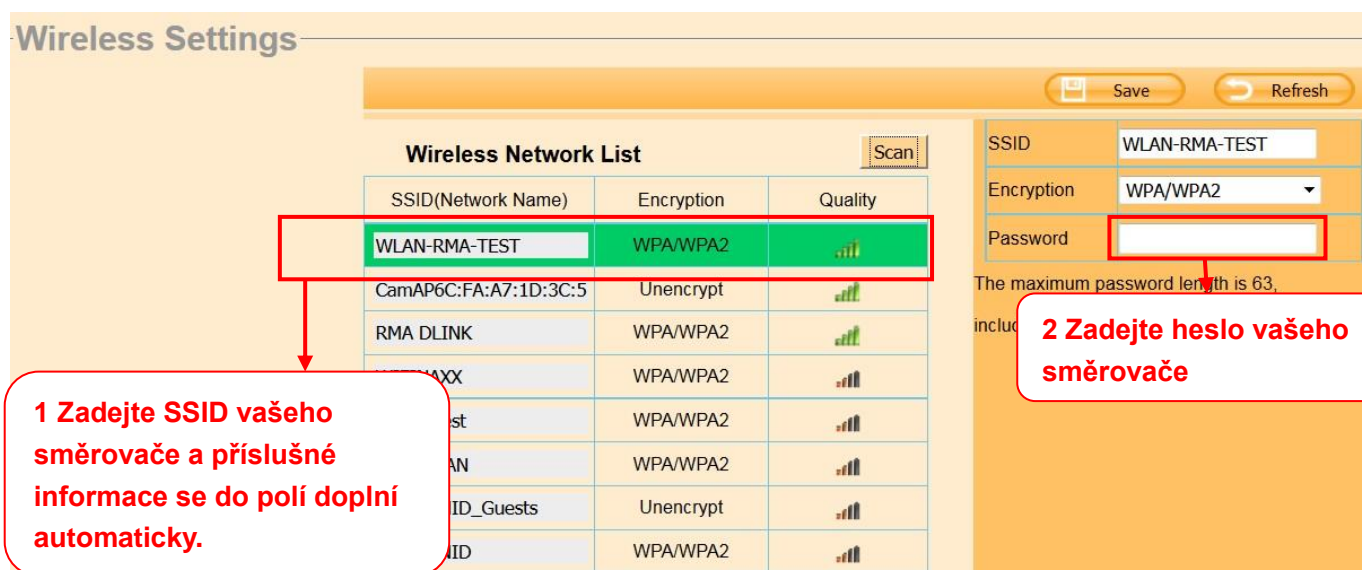 Wireless Settings
Save Refresh
Wireless Network List Scan
SSID(Network Name) Encryption Quality
WLAN-RMA-TEST WPA/WPA2
CamAP6C:FA:A7:1D:3C:5 Unencrypt
RMA DLINK WPA/WPA2
WPA/WPA2
WPA/WPA2
WPA/WPA2
ID_Guests Unencrypt
WPA/WPA2
SSID WLAN-RMA-TEST
Encryption WPA/WPA2
Password
The maximum password length is 63,
1 Zadejte SSID vašeho
směrovače a příslušné
informace se do polí doplní
automaticky.
2 Zadejte heslo vašeho
směrovače